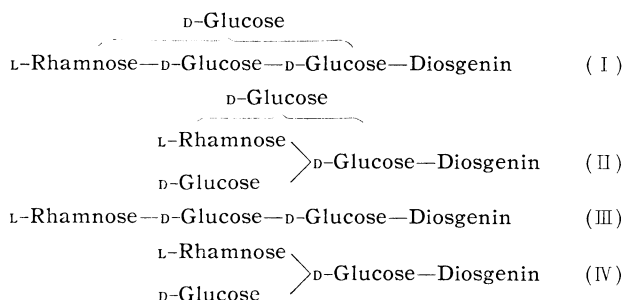 D-Glucose
L-Rhamnose—D-Glucose—D-Glucose—Diosgenin (I)
D-Glucose
L-Rhamnose
D-Glucose—Diosgenin (II)
D-Glucose
L-Rhamnose—D-Glucose—D-Glucose—Diosgenin (III)
L-Rhamnose
D-Glucose—Diosgenin (IV)
D-Glucose